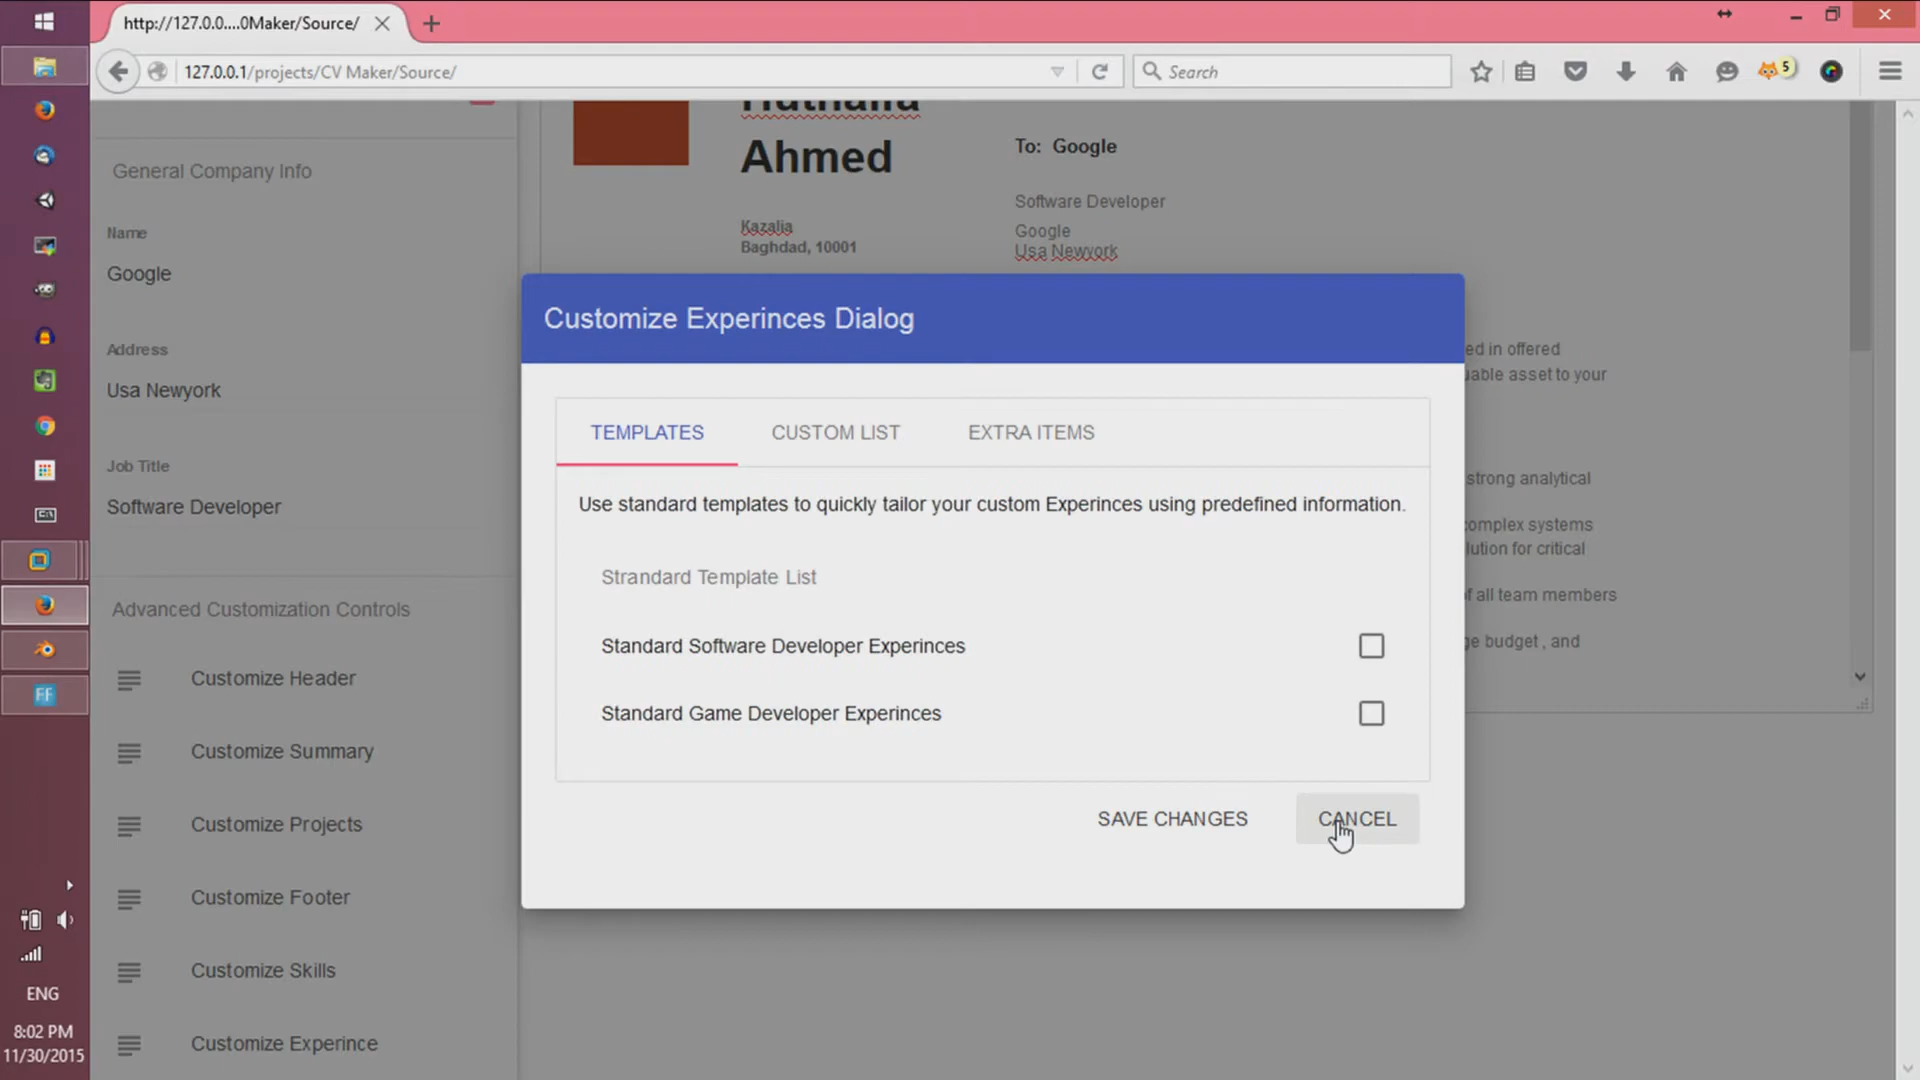 http://127.0.0....0Maker/Source/
127.0.0.1/projects/CV Maker/Source/
Search
5
General Company Info
Name
Google
Address
Usa Newyork
Job Title
Software Developer
Advanced Customization Controls
Customize Header
Customize Summary
Customize Projects
Customize Footer
Customize Skills
Customize Experince
Ahmed
Kazalia
Baghdad, 10001
To: Google
Software Developer
Google
Usa Newyork
ed in offered
uable asset to your
strong analytical
complex systems
lution for critical
f all team members
ge budget , and
Customize Experinces Dialog
TEMPLATES
CUSTOM LIST
EXTRA ITEMS
Use standard templates to quickly tailor your custom Experinces using predefined information.
Strandard Template List
Standard Software Developer Experinces
Standard Game Developer Experinces
SAVE CHANGES
CANCEL
FF
ENG
8:02 PM
11/30/2015